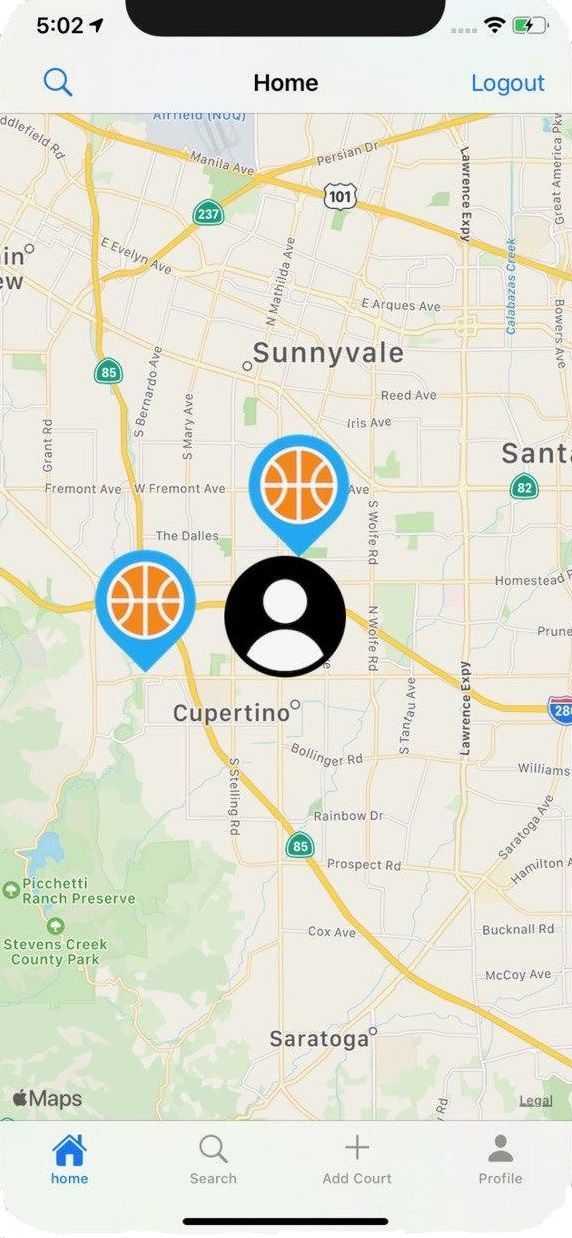 5:02
Home
Logout
Airfield (NUQ)
ddlefield Rd
Manila Ave
Persian Dr
Great America Pkw
101
Lawrence Expy
237
E Evelyn Ave
in
ew
N Mathilda Ave
Calabazas Creek
E Arques Ave
Bowers Ave
Sunnyvale
85
S Bernardo Ave
Reed Ave
S Mary Ave
Iris Ave
Grant Rd
Santa
Fremont Ave
W Fremont Ave
Ave
82
The Dalles
S Wolfe Rd
Homestead R
N Wolfe Rd
Prune
Lawrence Expy
Cupertino
S Tantau Ave
280
Bollinger Rd
S Stelling Rd
Williams
Rainbow Dr
Saratoga Ave
85
Prospect Rd
Hamilton A
Picchetti
Ranch Preserve
Stevens Creek
County Park
Cox Ave
Bucknall Rd
McCoy Ave
Saratoga
Maps
Legal
y Rd
home
Search
Add Court
Profile